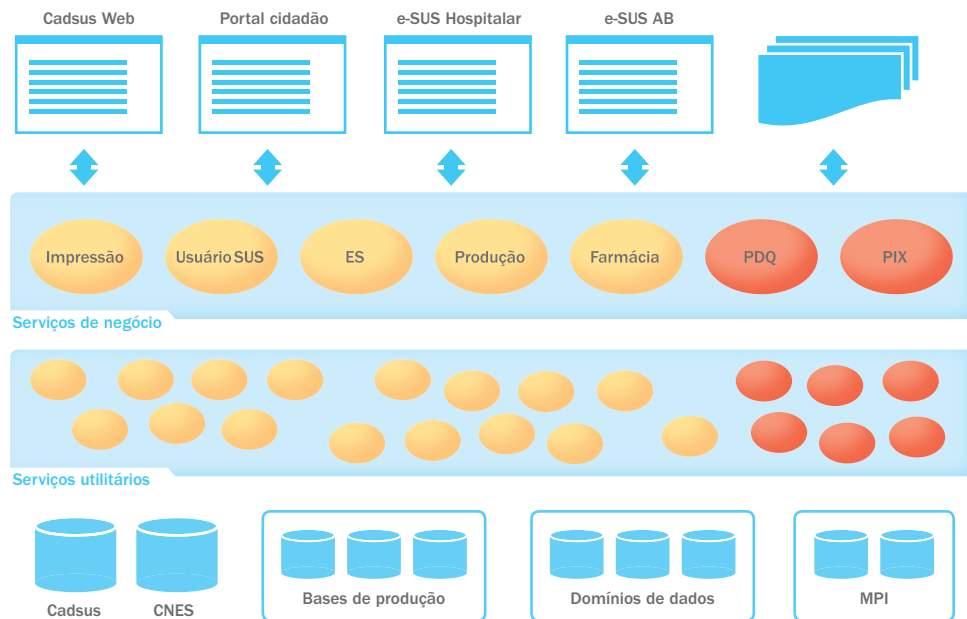 Cadsus Web
Portal cidadão
e-SUS Hospitalar
e-SUS AB
Impressão
Usuário SUS
ES
Produção
Farmácia
PDQ
PIX
Serviços de negócio
Serviços utilitários
Cadsus
CNES
Bases de produção
Domínios de dados
MPI